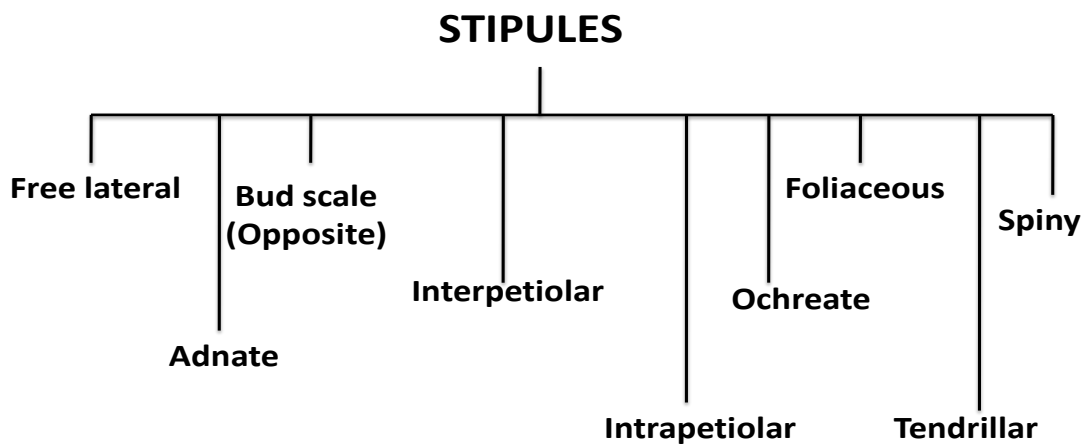 STIPULES
Free lateral
Adnate
Bud scale
(Opposite)
Interpetiolar
Intrapetiolar
Ochreate
Foliaceous
Tendrillar
Spiny